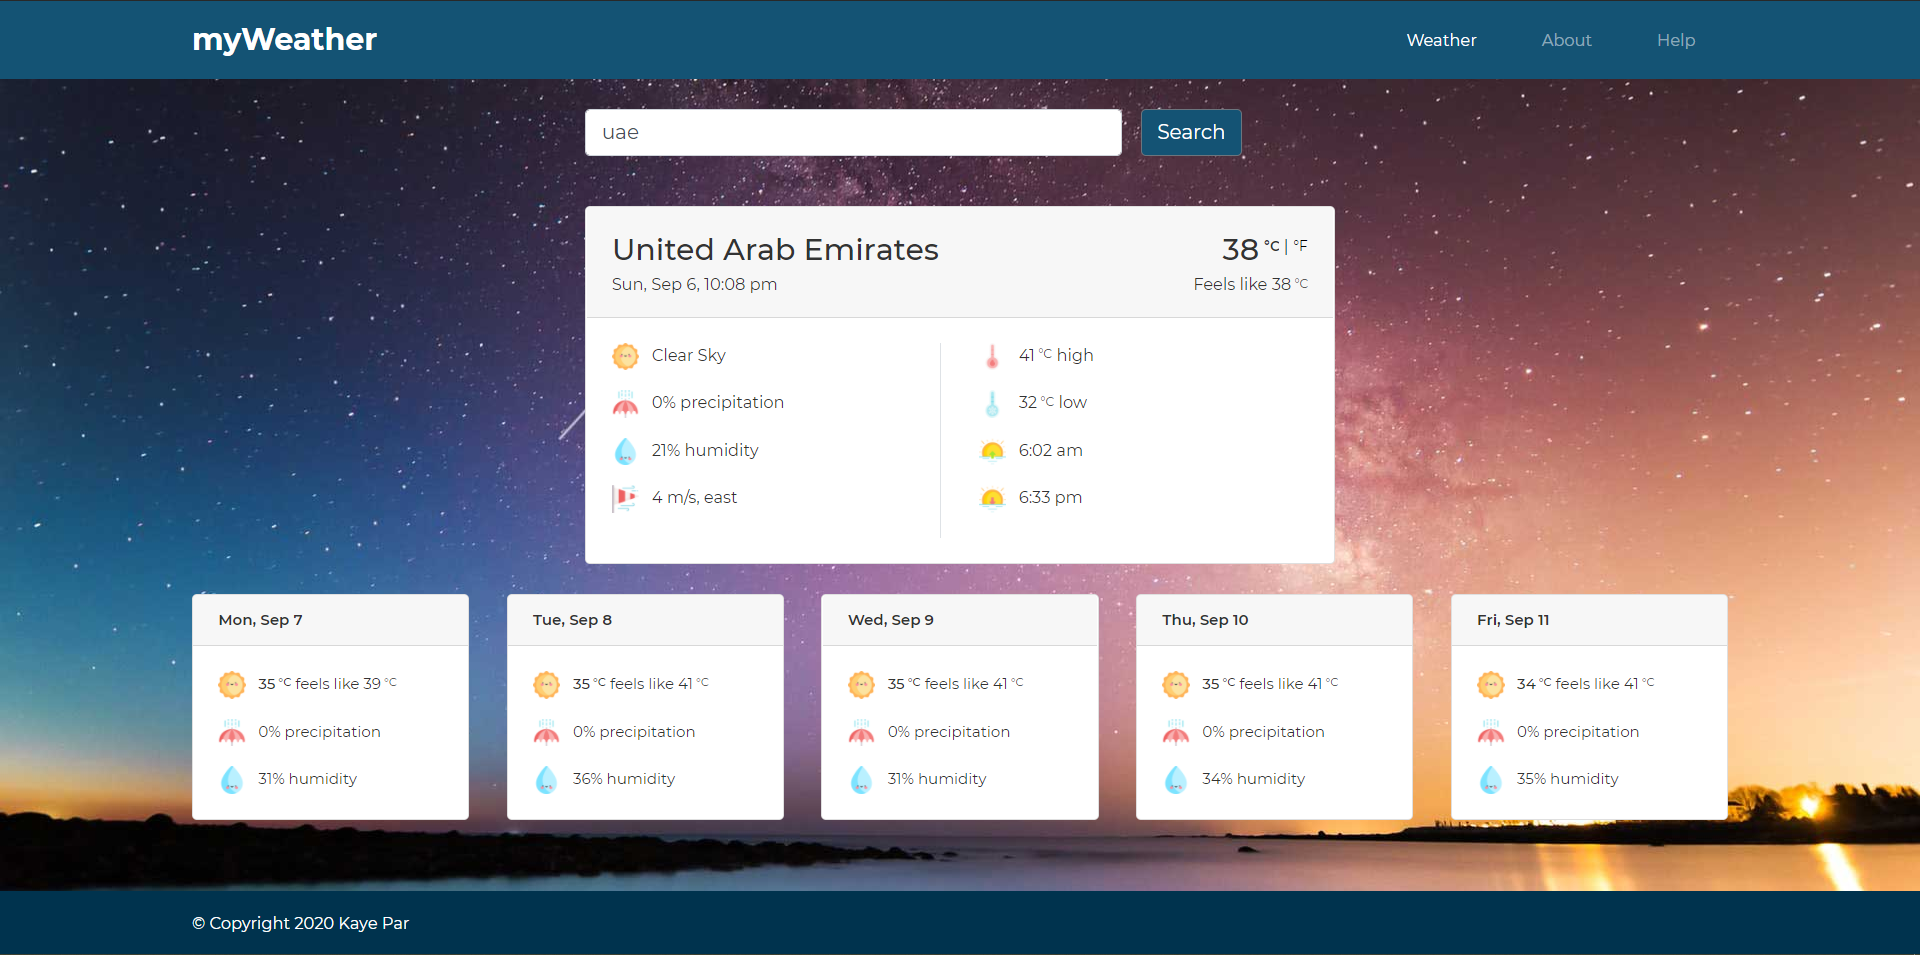 myWeather
Weather About Help
uae
Search
United Arab Emirates
38 °C | °F
Sun, Sep 6, 10:08 pm
Feels like 38 °C
Clear Sky
0% precipitation
21% humidity
4 m/s, east
41 °C high
32 °C low
6:02 am
6:33 pm
Mon, Sep 7
35 °C feels like 39 °C
0% precipitation
31% humidity
Tue, Sep 8
35 °C feels like 41 °C
0% precipitation
36% humidity
Wed, Sep 9
35 °C feels like 41 °C
0% precipitation
31% humidity
Thu, Sep 10
35 °C feels like 41 °C
0% precipitation
34% humidity
Fri, Sep 11
34 °C feels like 41 °C
0% precipitation
35% humidity
© Copyright 2020 Kaye Par